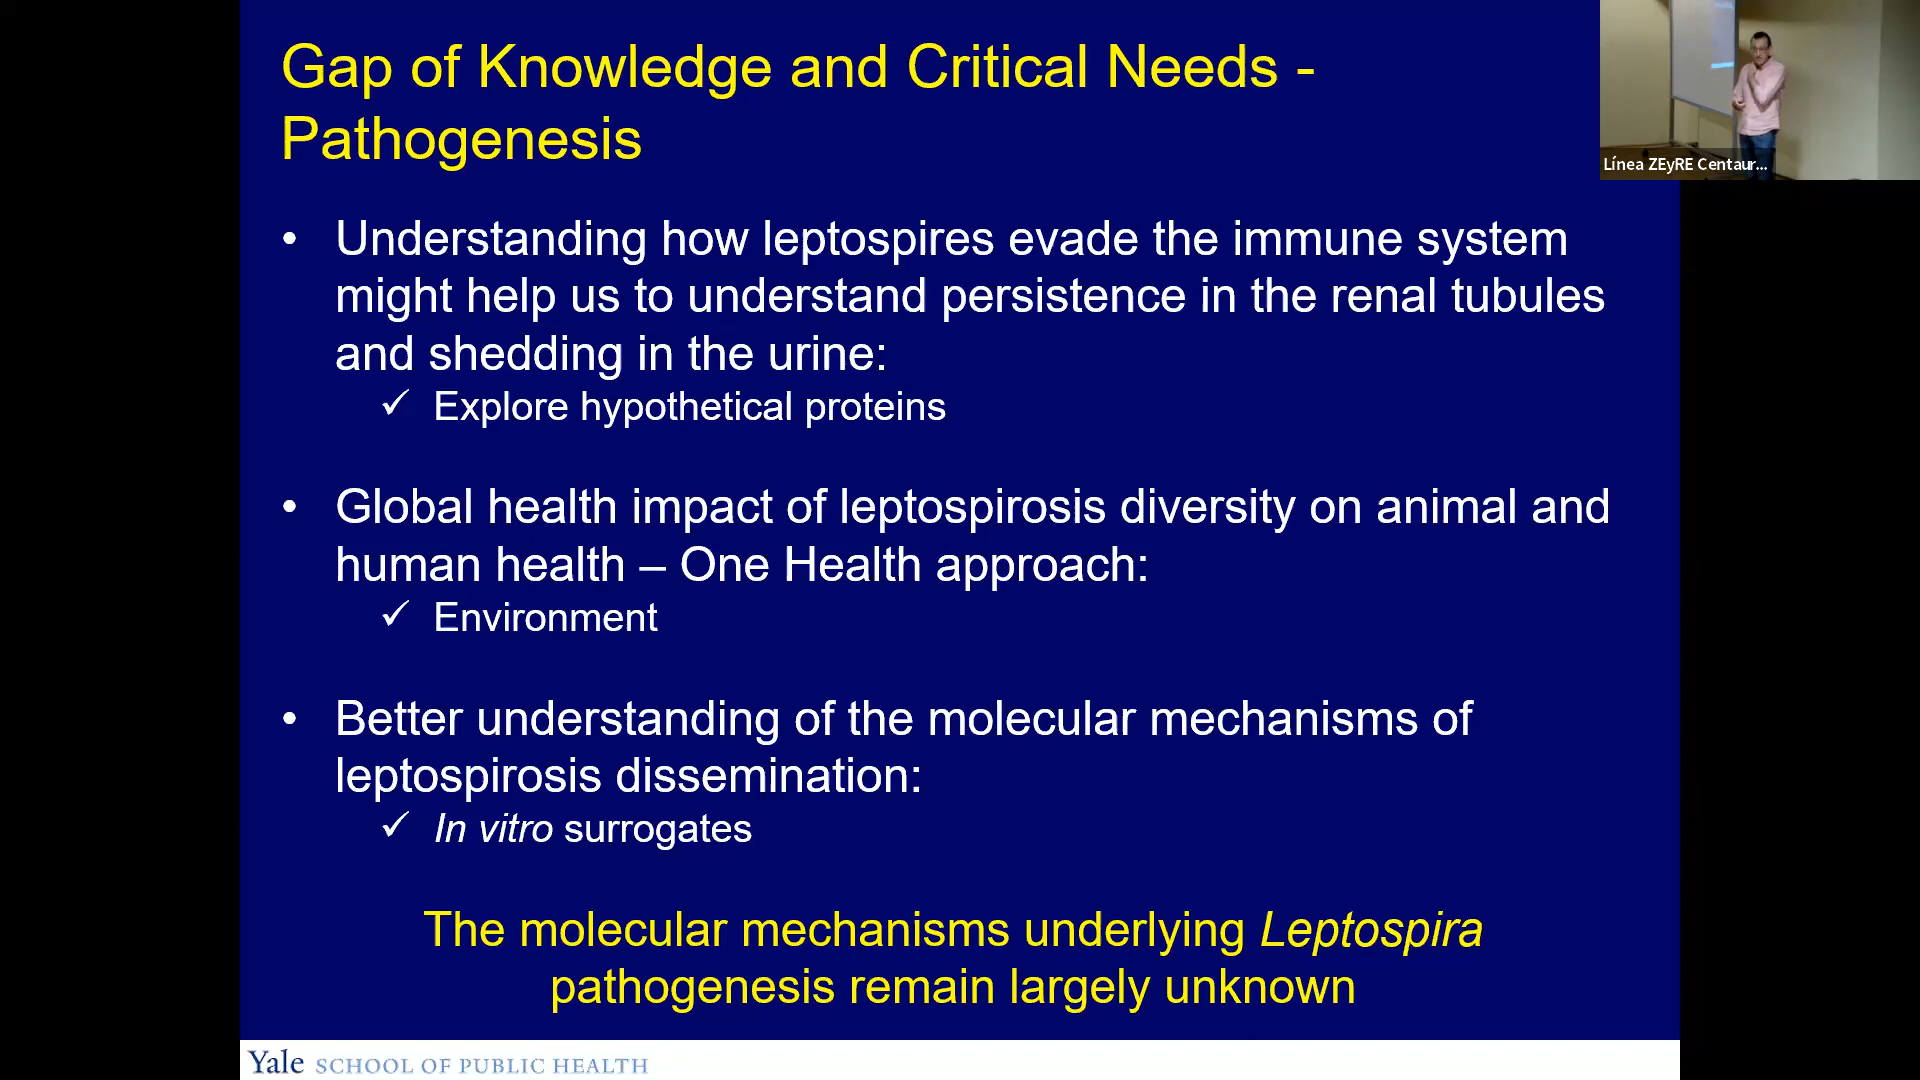 Gap of Knowledge and Critical Needs -
Pathogenesis
Línea ZEyRE Centaur...
• Understanding how leptospires evade the immune system
might help us to understand persistence in the renal tubules
and shedding in the urine:
✓ Explore hypothetical proteins
• Global health impact of leptospirosis diversity on animal and
human health – One Health approach:
✓ Environment
• Better understanding of the molecular mechanisms of
leptospirosis dissemination:
✓ In vitro surrogates
The molecular mechanisms underlying Leptospira
pathogenesis remain largely unknown
Yale SCHOOL OF PUBLIC HEALTH